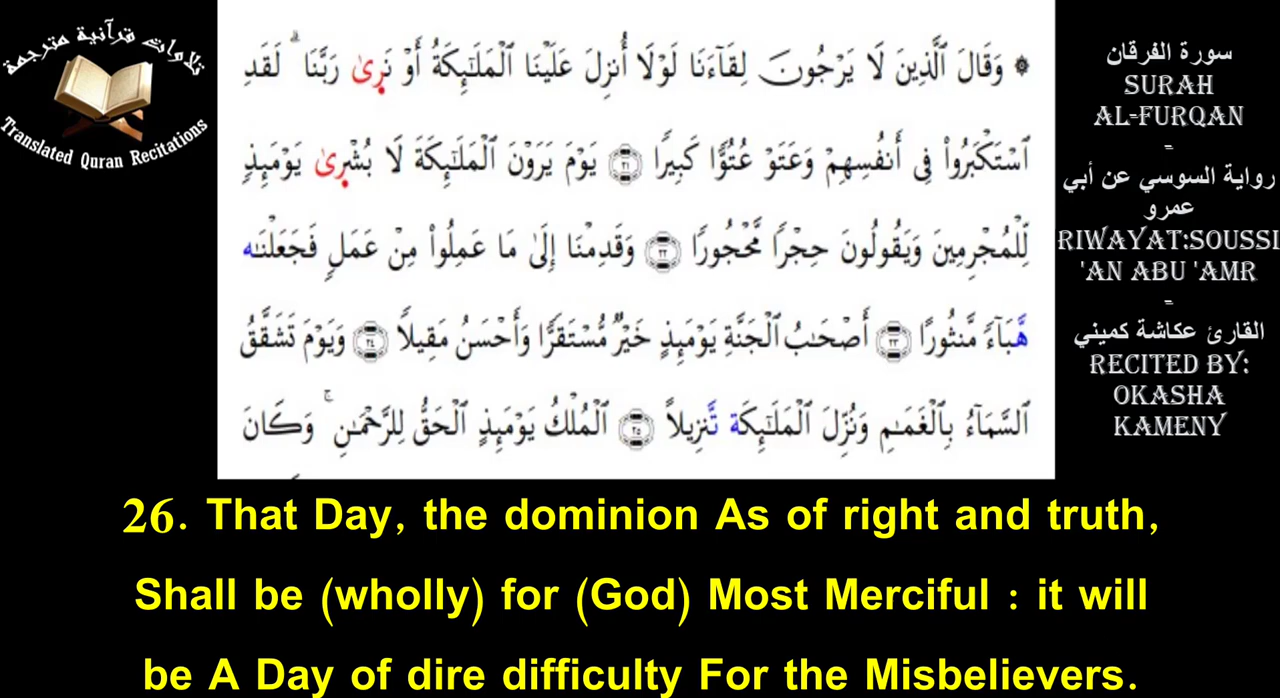 تلاوات قرآنية مترجمة
Translated Quran Recitations
۞ وَقَالَ ٱلَّذِينَ لَا يَرْجُونَ لِقَآءَنَا لَوْلَا أُنزِلَ عَلَيْنَا ٱلْمَلَٰٓئِكَةُ أَوْ نَرِىٰ رَبَّنَا ۗ لَقَدِ
ٱسْتَكْبَرُوا۟ فِى أَنفُسِهِمْ وَعَتَوْ عُتُوًّا كَبِيرًا ٢١ يَوْمَ يَرَوْنَ ٱلْمَلَٰٓئِكَةَ لَا بُشْرِىٰ يَوْمَئِذٍ
لِّلْمُجْرِمِينَ وَيَقُولُونَ حِجْرًا مَّحْجُورًا ٢٢ وَقَدِمْنَا إِلَىٰ مَا عَمِلُوا۟ مِنْ عَمَلٍ فَجَعَلْنَٰه
هَّبَآءً مَّنثُورًا ٢٣ أَصْحَٰبُ ٱلْجَنَّةِ يَوْمَئِذٍ خَيْرٌ مُّسْتَقَرًّا وَأَحْسَنُ مَقِيلًا ٢٤ وَيَوْمَ تَشَقَّقُ
ٱلسَّمَآءُ بِٱلْغَمَٰمِ وَنُزِّلَ ٱلْمَلَٰٓئِكَة تَّنزِيلًا ٢٥ ٱلْمُلْكُ يَوْمَئِذٍ ٱلْحَقُّ لِلرَّحْمَٰنِ ۚ وَكَانَ
سورة الفرقان
SURAH
AL-FURQAN
-
رواية السوسي عن أبي
عمرو
RIWAYAT:SOUSSI
'AN ABU 'AMR
-
القارئ عكاشة كميني
RECITED BY:
OKASHA
KAMENY
26. That Day, the dominion As of right and truth,
Shall be (wholly) for (God) Most Merciful : it will
be A Day of dire difficulty For the Misbelievers.